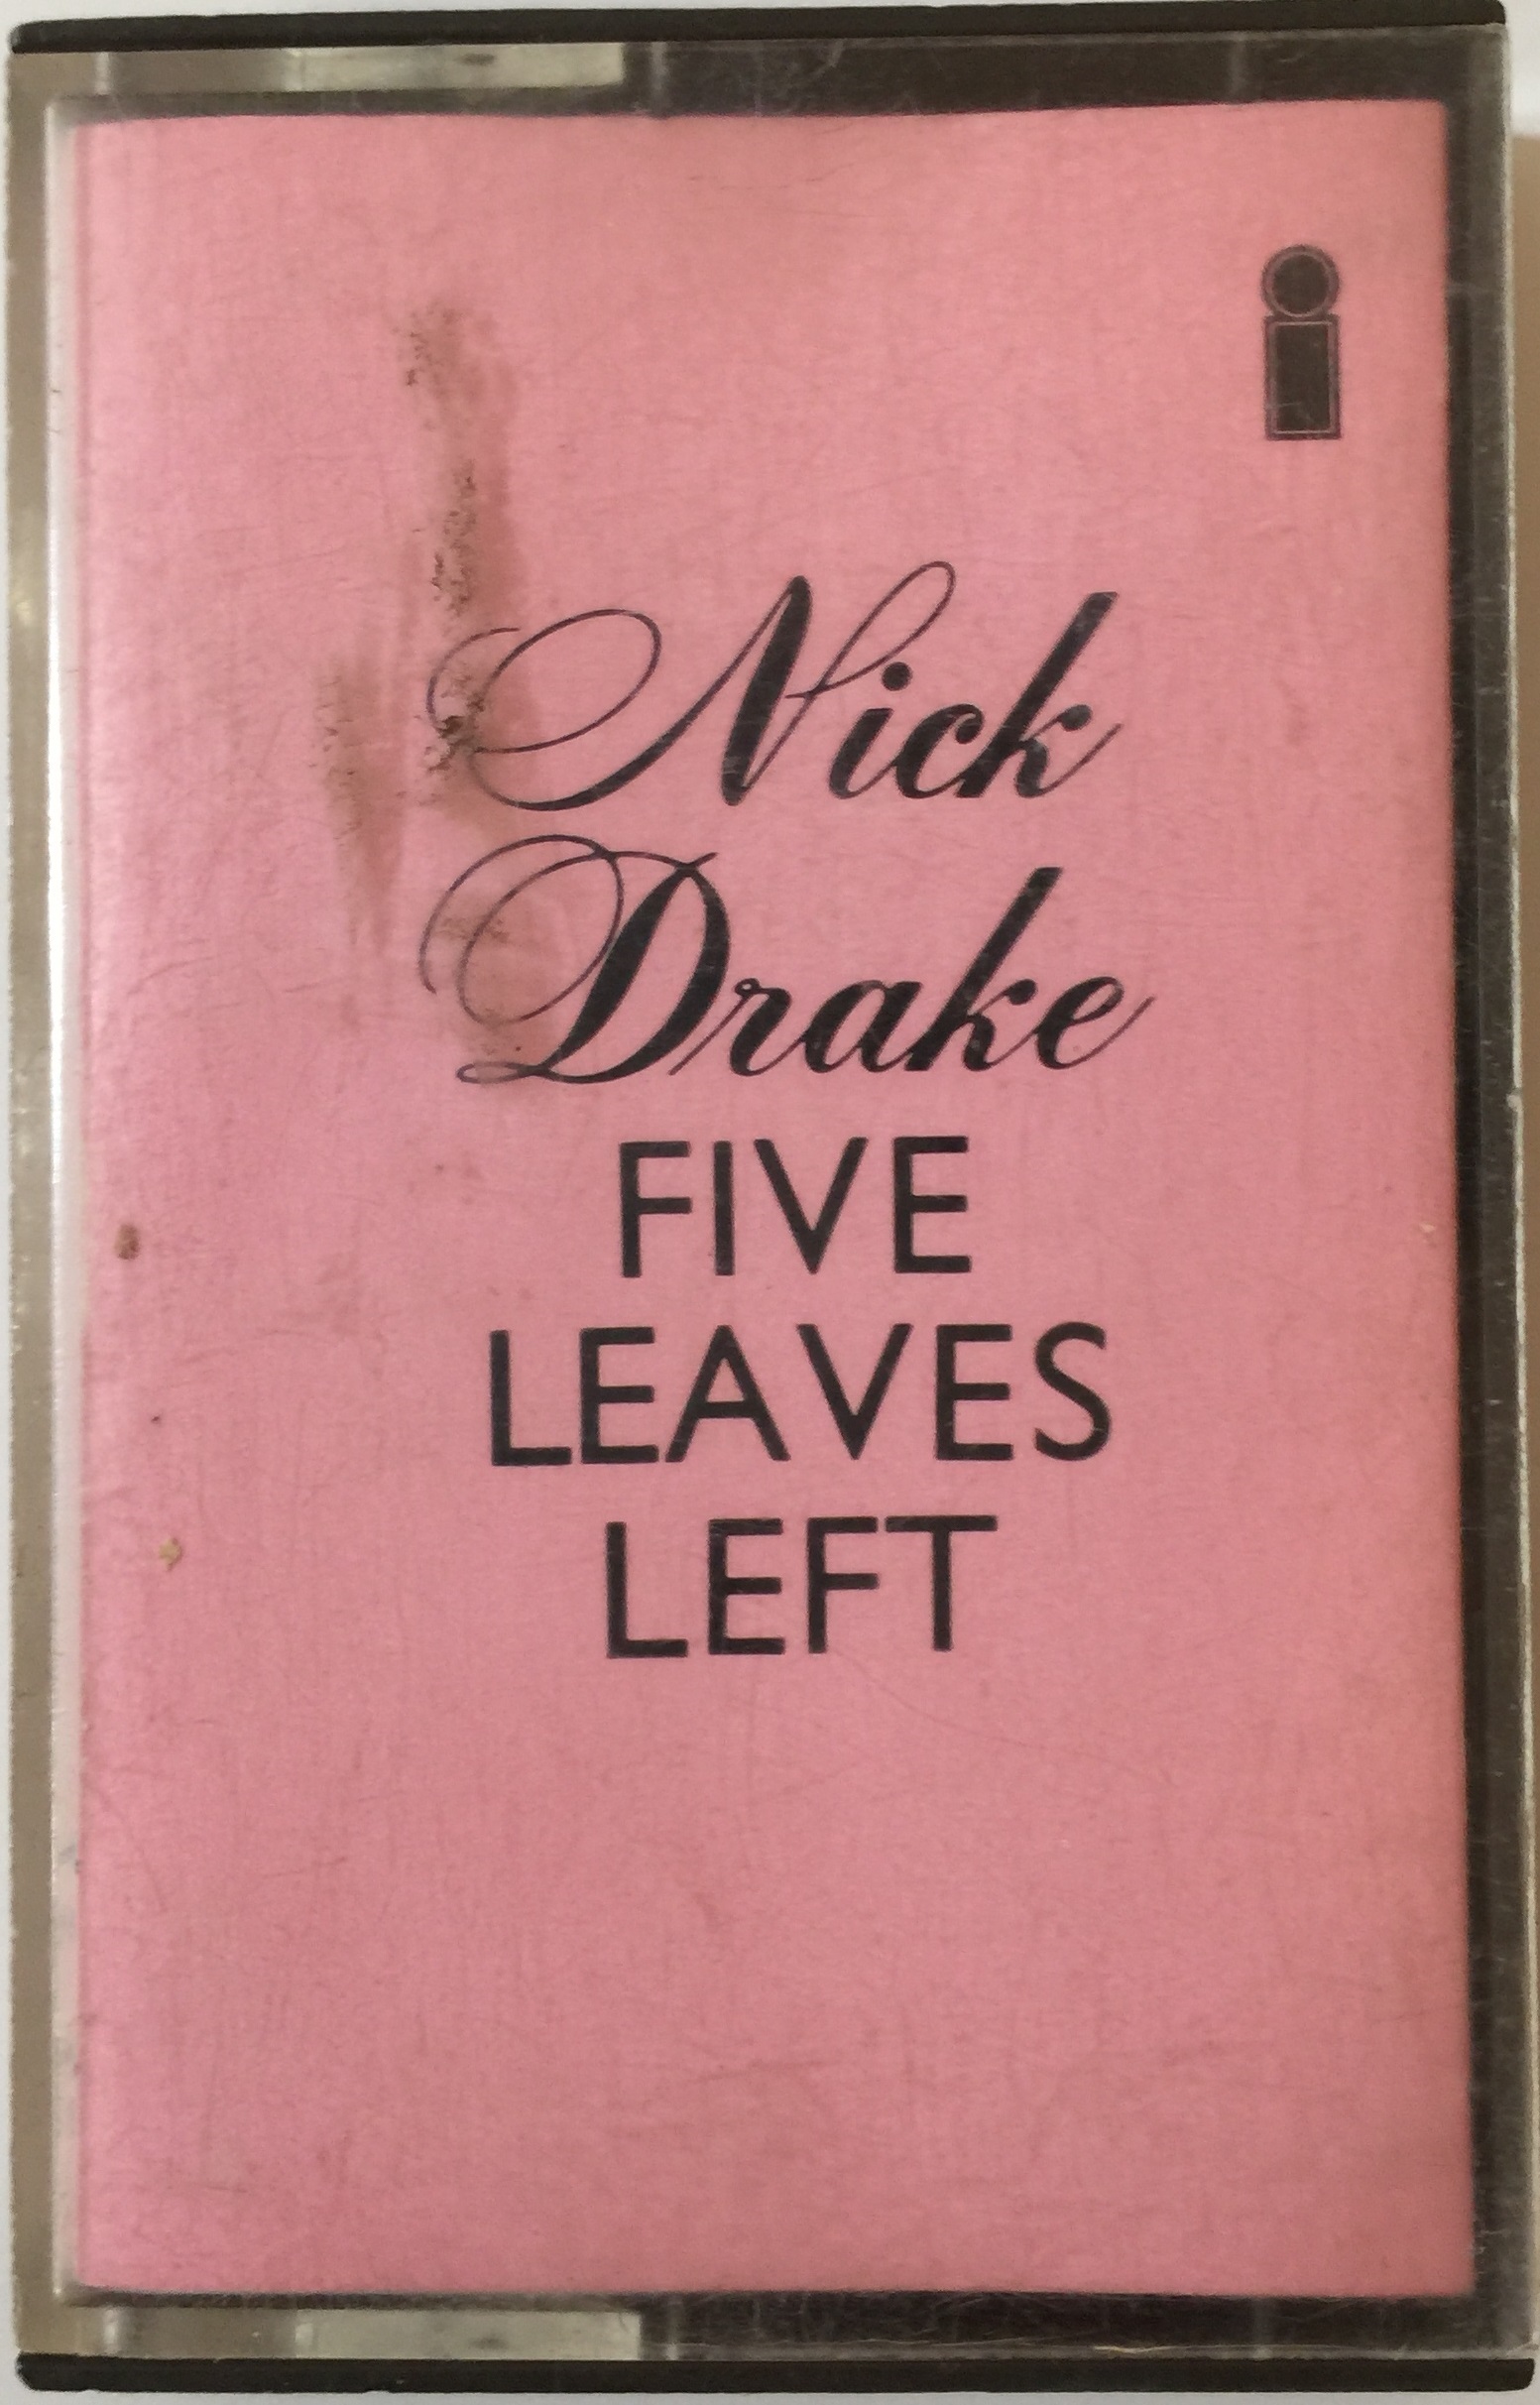 i
Nick
Drake
FIVE
LEAVES
LEFT